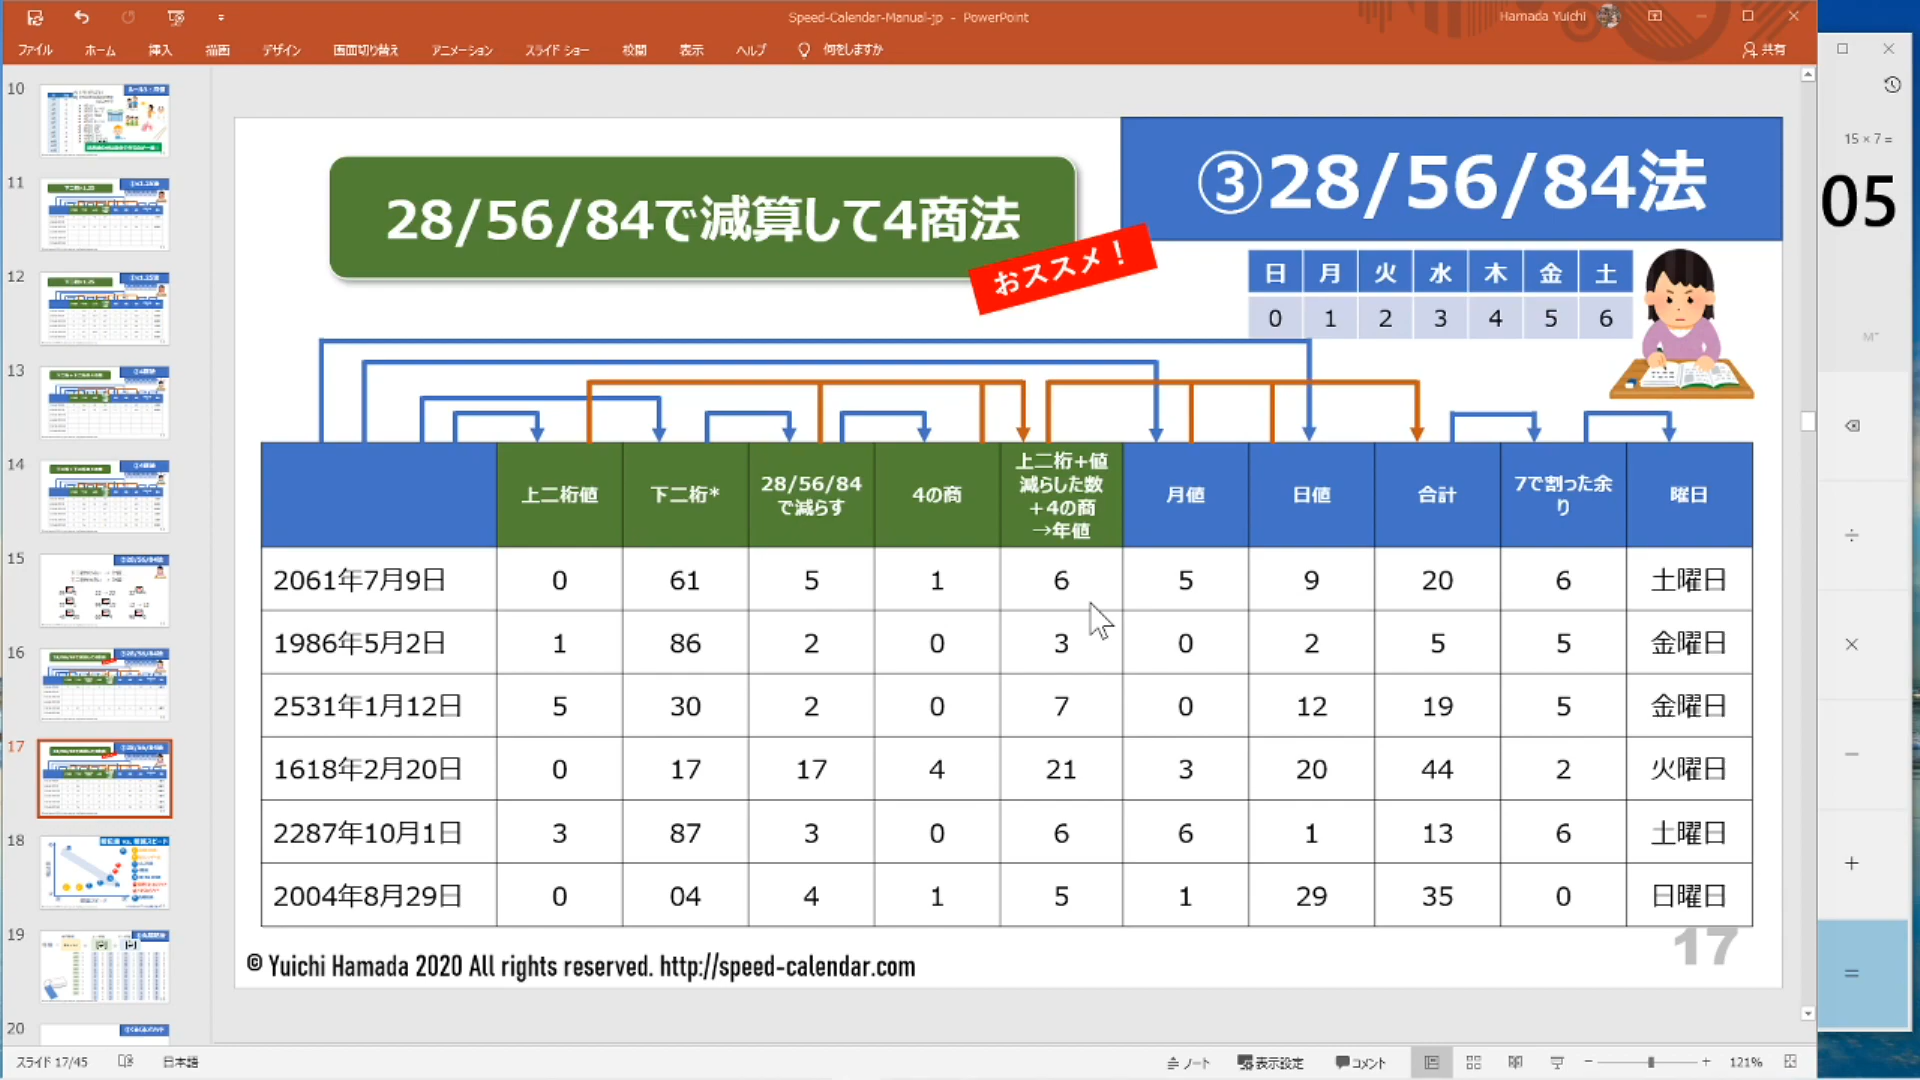 Speed-Calendar-Manual-jp - PowerPoint
Hamada Yuichi
ファイル ホーム 挿入 描画 デザイン 画面切り替え アニメーション スライド ショー 校閲 表示 ヘルプ 何をしますか 共有
15 × 7 =
05
M
③28/56/84法
28/56/84で減算して4商法
おススメ！
日 月 火 水 木 金 土
0 1 2 3 4 5 6
上二桁値 下二桁* 28/56/84で減らす 4の商 上二桁+値減らした数+4の商→年値 月値 日値 合計 7で割った余り 曜日
2061年7月9日 0 61 5 1 6 5 9 20 6 土曜日
1986年5月2日 1 86 2 0 3 0 2 5 5 金曜日
2531年1月12日 5 30 2 0 7 0 12 19 5 金曜日
1618年2月20日 0 17 17 4 21 3 20 44 2 火曜日
2287年10月1日 3 87 3 0 6 6 1 13 6 土曜日
2004年8月29日 0 04 4 1 5 1 29 35 0 日曜日
17
© Yuichi Hamada 2020 All rights reserved. http://speed-calendar.com
10
11
12
13
14
15
16
17
18
19
20
÷
×
−
+
=
スライド 17/45 日本語 ノート 表示設定 コメント − + 121%